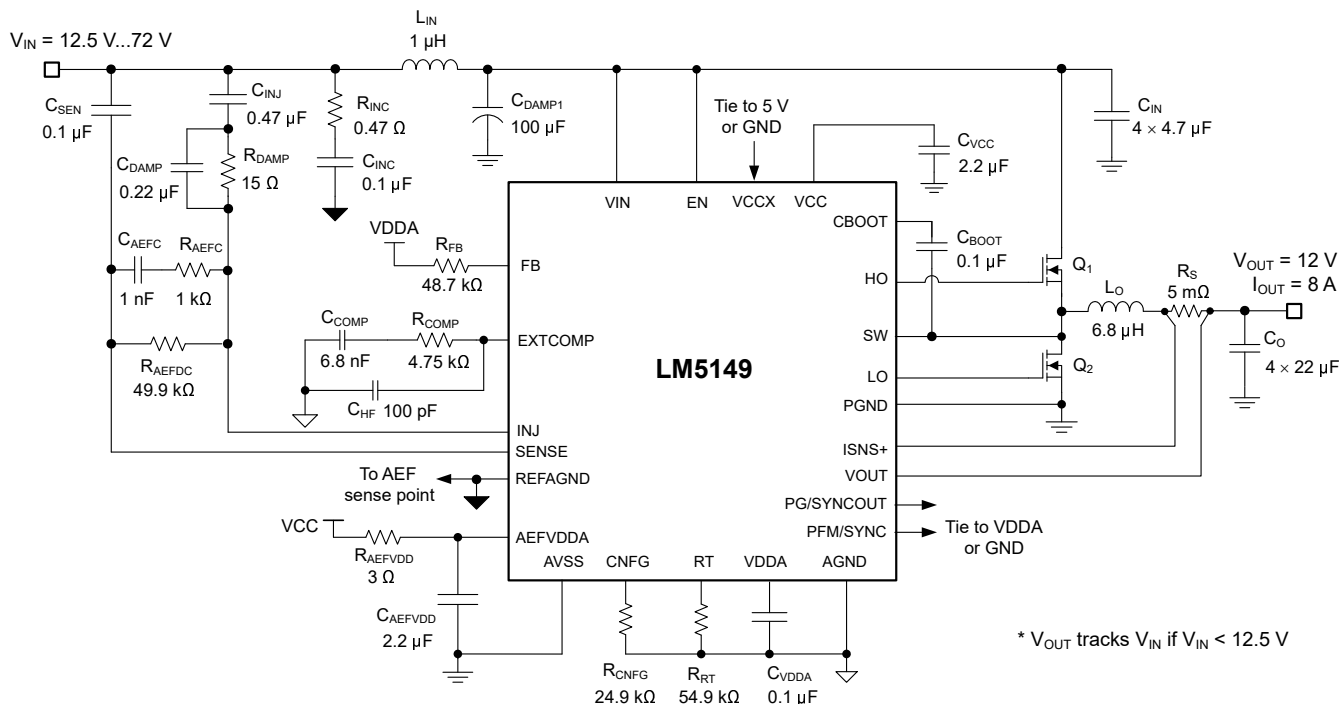 V_IN = 12.5 V...72 V
L_IN
1 µH
C_SEN
0.1 µF
C_INJ
0.47 µF
R_INC
0.47 Ω
C_DAMP1
100 µF
Tie to 5 V
or GND
C_VCC
2.2 µF
C_IN
4 × 4.7 µF
C_DAMP
0.22 µF
R_DAMP
15 Ω
C_INC
0.1 µF
VIN
EN
VCCX
VCC
CBOOT
C_BOOT
0.1 µF
VDDA
R_FB
48.7 kΩ
FB
HO
Q1
C_AEFC
1 nF
R_AEFC
1 kΩ
V_OUT = 12 V
I_OUT = 8 A
L_O
6.8 µH
R_S
5 mΩ
C_COMP
6.8 nF
R_COMP
4.75 kΩ
EXTCOMP
LM5149
SW
C_O
4 × 22 µF
R_AEFDC
49.9 kΩ
C_HF 100 pF
LO
Q2
PGND
INJ
SENSE
REFAGND
ISNS+
VOUT
To AEF
sense point
PG/SYNCOUT
PFM/SYNC
Tie to VDDA
or GND
VCC
R_AEFVDD
3 Ω
AEFVDDA
AVSS
CNFG
RT
VDDA
AGND
C_AEFVDD
2.2 µF
R_CNFG
24.9 kΩ
R_RT
54.9 kΩ
C_VDDA
0.1 µF
* V_OUT tracks V_IN if V_IN < 12.5 V